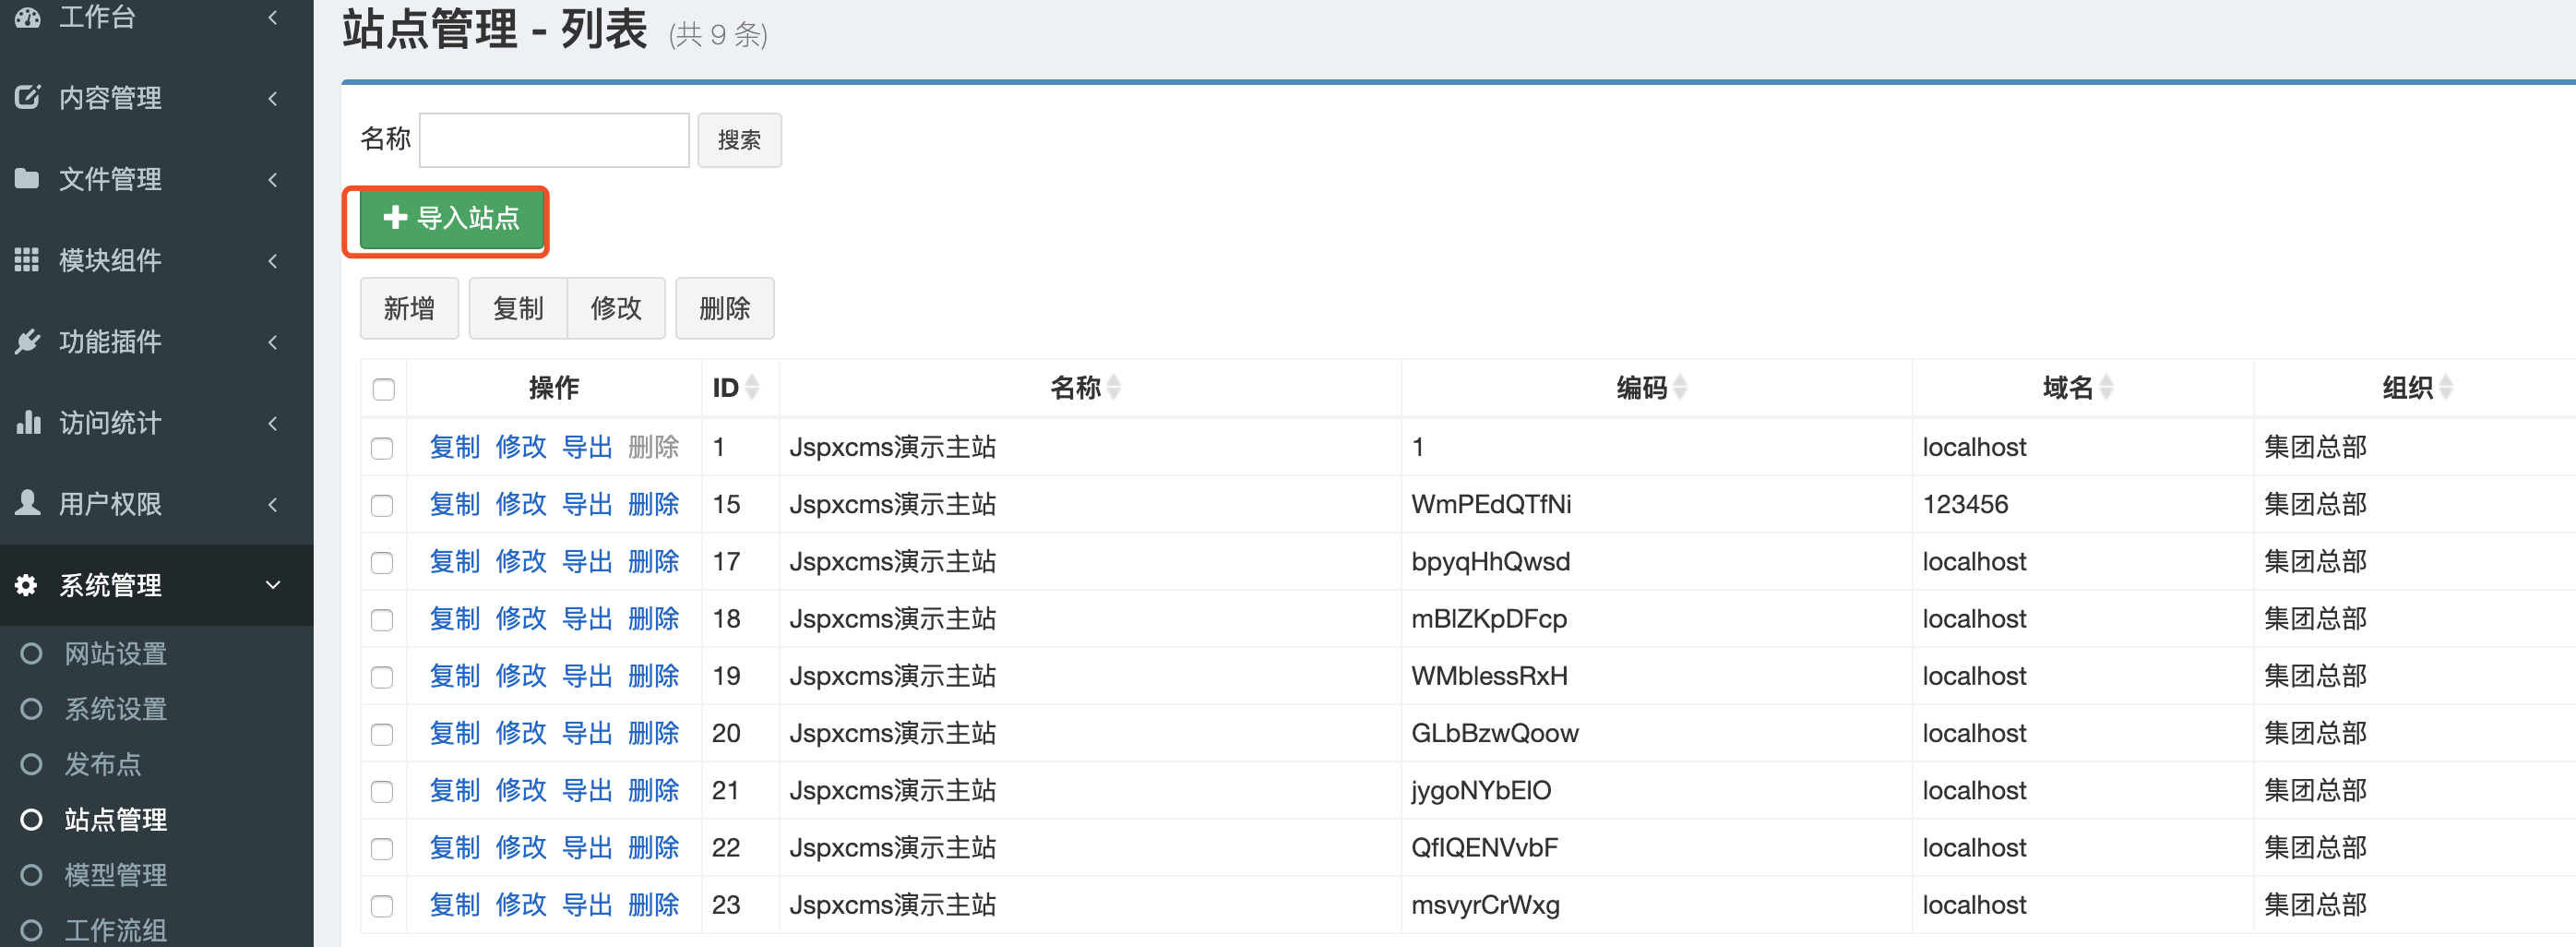 工作台
内容管理
文件管理
模块组件
功能插件
访问统计
用户权限
系统管理
网站设置
系统设置
发布点
站点管理
模型管理
工作流组
站点管理 - 列表 (共 9 条)
名称 搜索
导入站点
新增 复制 修改 删除
操作 ID 名称 编码 域名 组织
复制 修改 导出 删除 1 Jspxcms演示主站 1 localhost 集团总部
复制 修改 导出 删除 15 Jspxcms演示主站 WmPEdQTfNi 123456 集团总部
复制 修改 导出 删除 17 Jspxcms演示主站 bpyqHhQwsd localhost 集团总部
复制 修改 导出 删除 18 Jspxcms演示主站 mBlZKpDFcp localhost 集团总部
复制 修改 导出 删除 19 Jspxcms演示主站 WMblessRxH localhost 集团总部
复制 修改 导出 删除 20 Jspxcms演示主站 GLbBzwQoow localhost 集团总部
复制 修改 导出 删除 21 Jspxcms演示主站 jygoNYbElO localhost 集团总部
复制 修改 导出 删除 22 Jspxcms演示主站 QflQENVvbF localhost 集团总部
复制 修改 导出 删除 23 Jspxcms演示主站 msvyrCrWxg localhost 集团总部